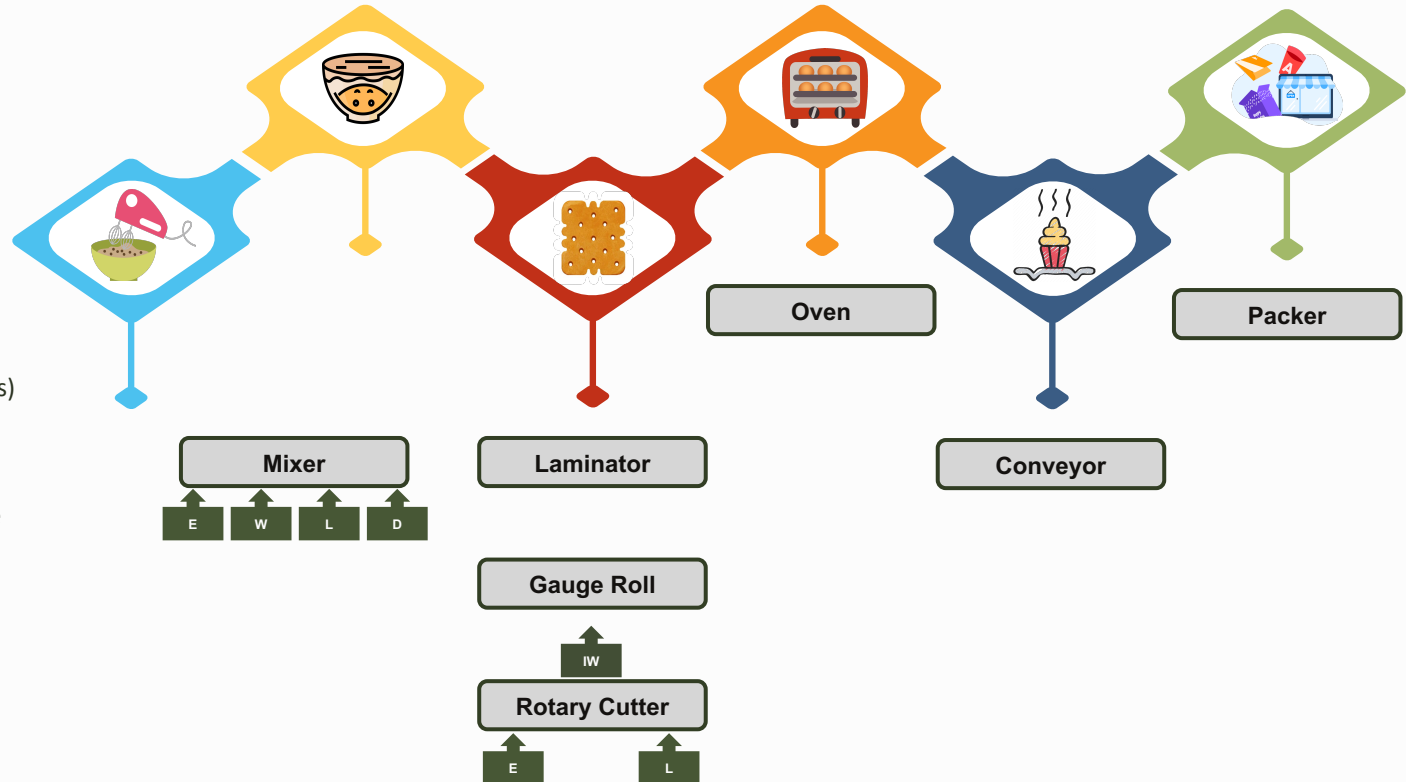 A
Oven
Packer
s)
Mixer
Laminator
Conveyor
E W L D
Gauge Roll
IW
Rotary Cutter
E L